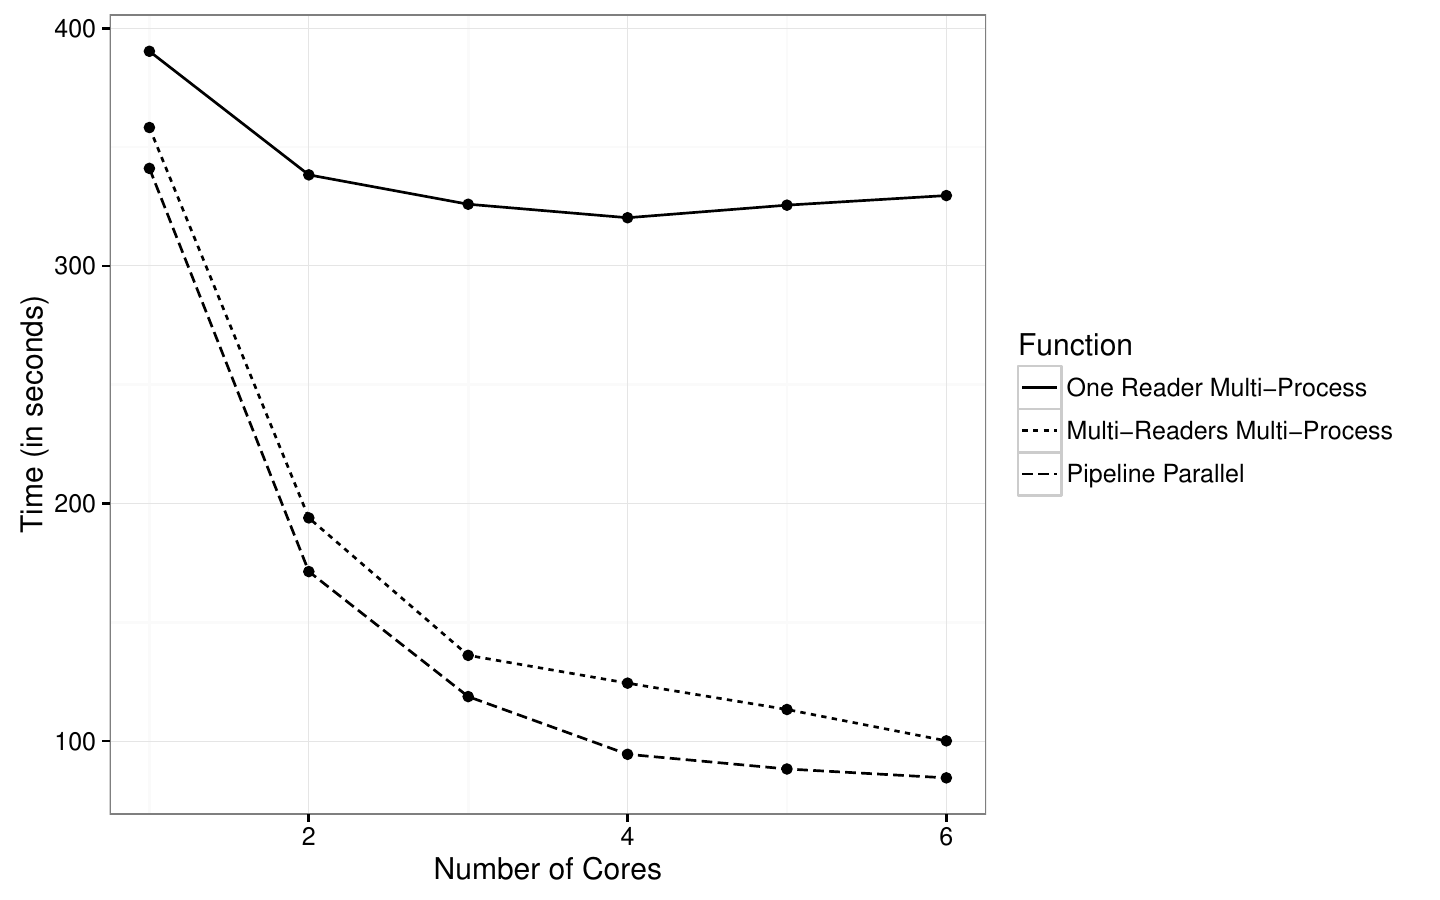 400
300
200
100
Time (in seconds)
2
4
6
Number of Cores
Function
One Reader Multi−Process
Multi−Readers Multi−Process
Pipeline Parallel